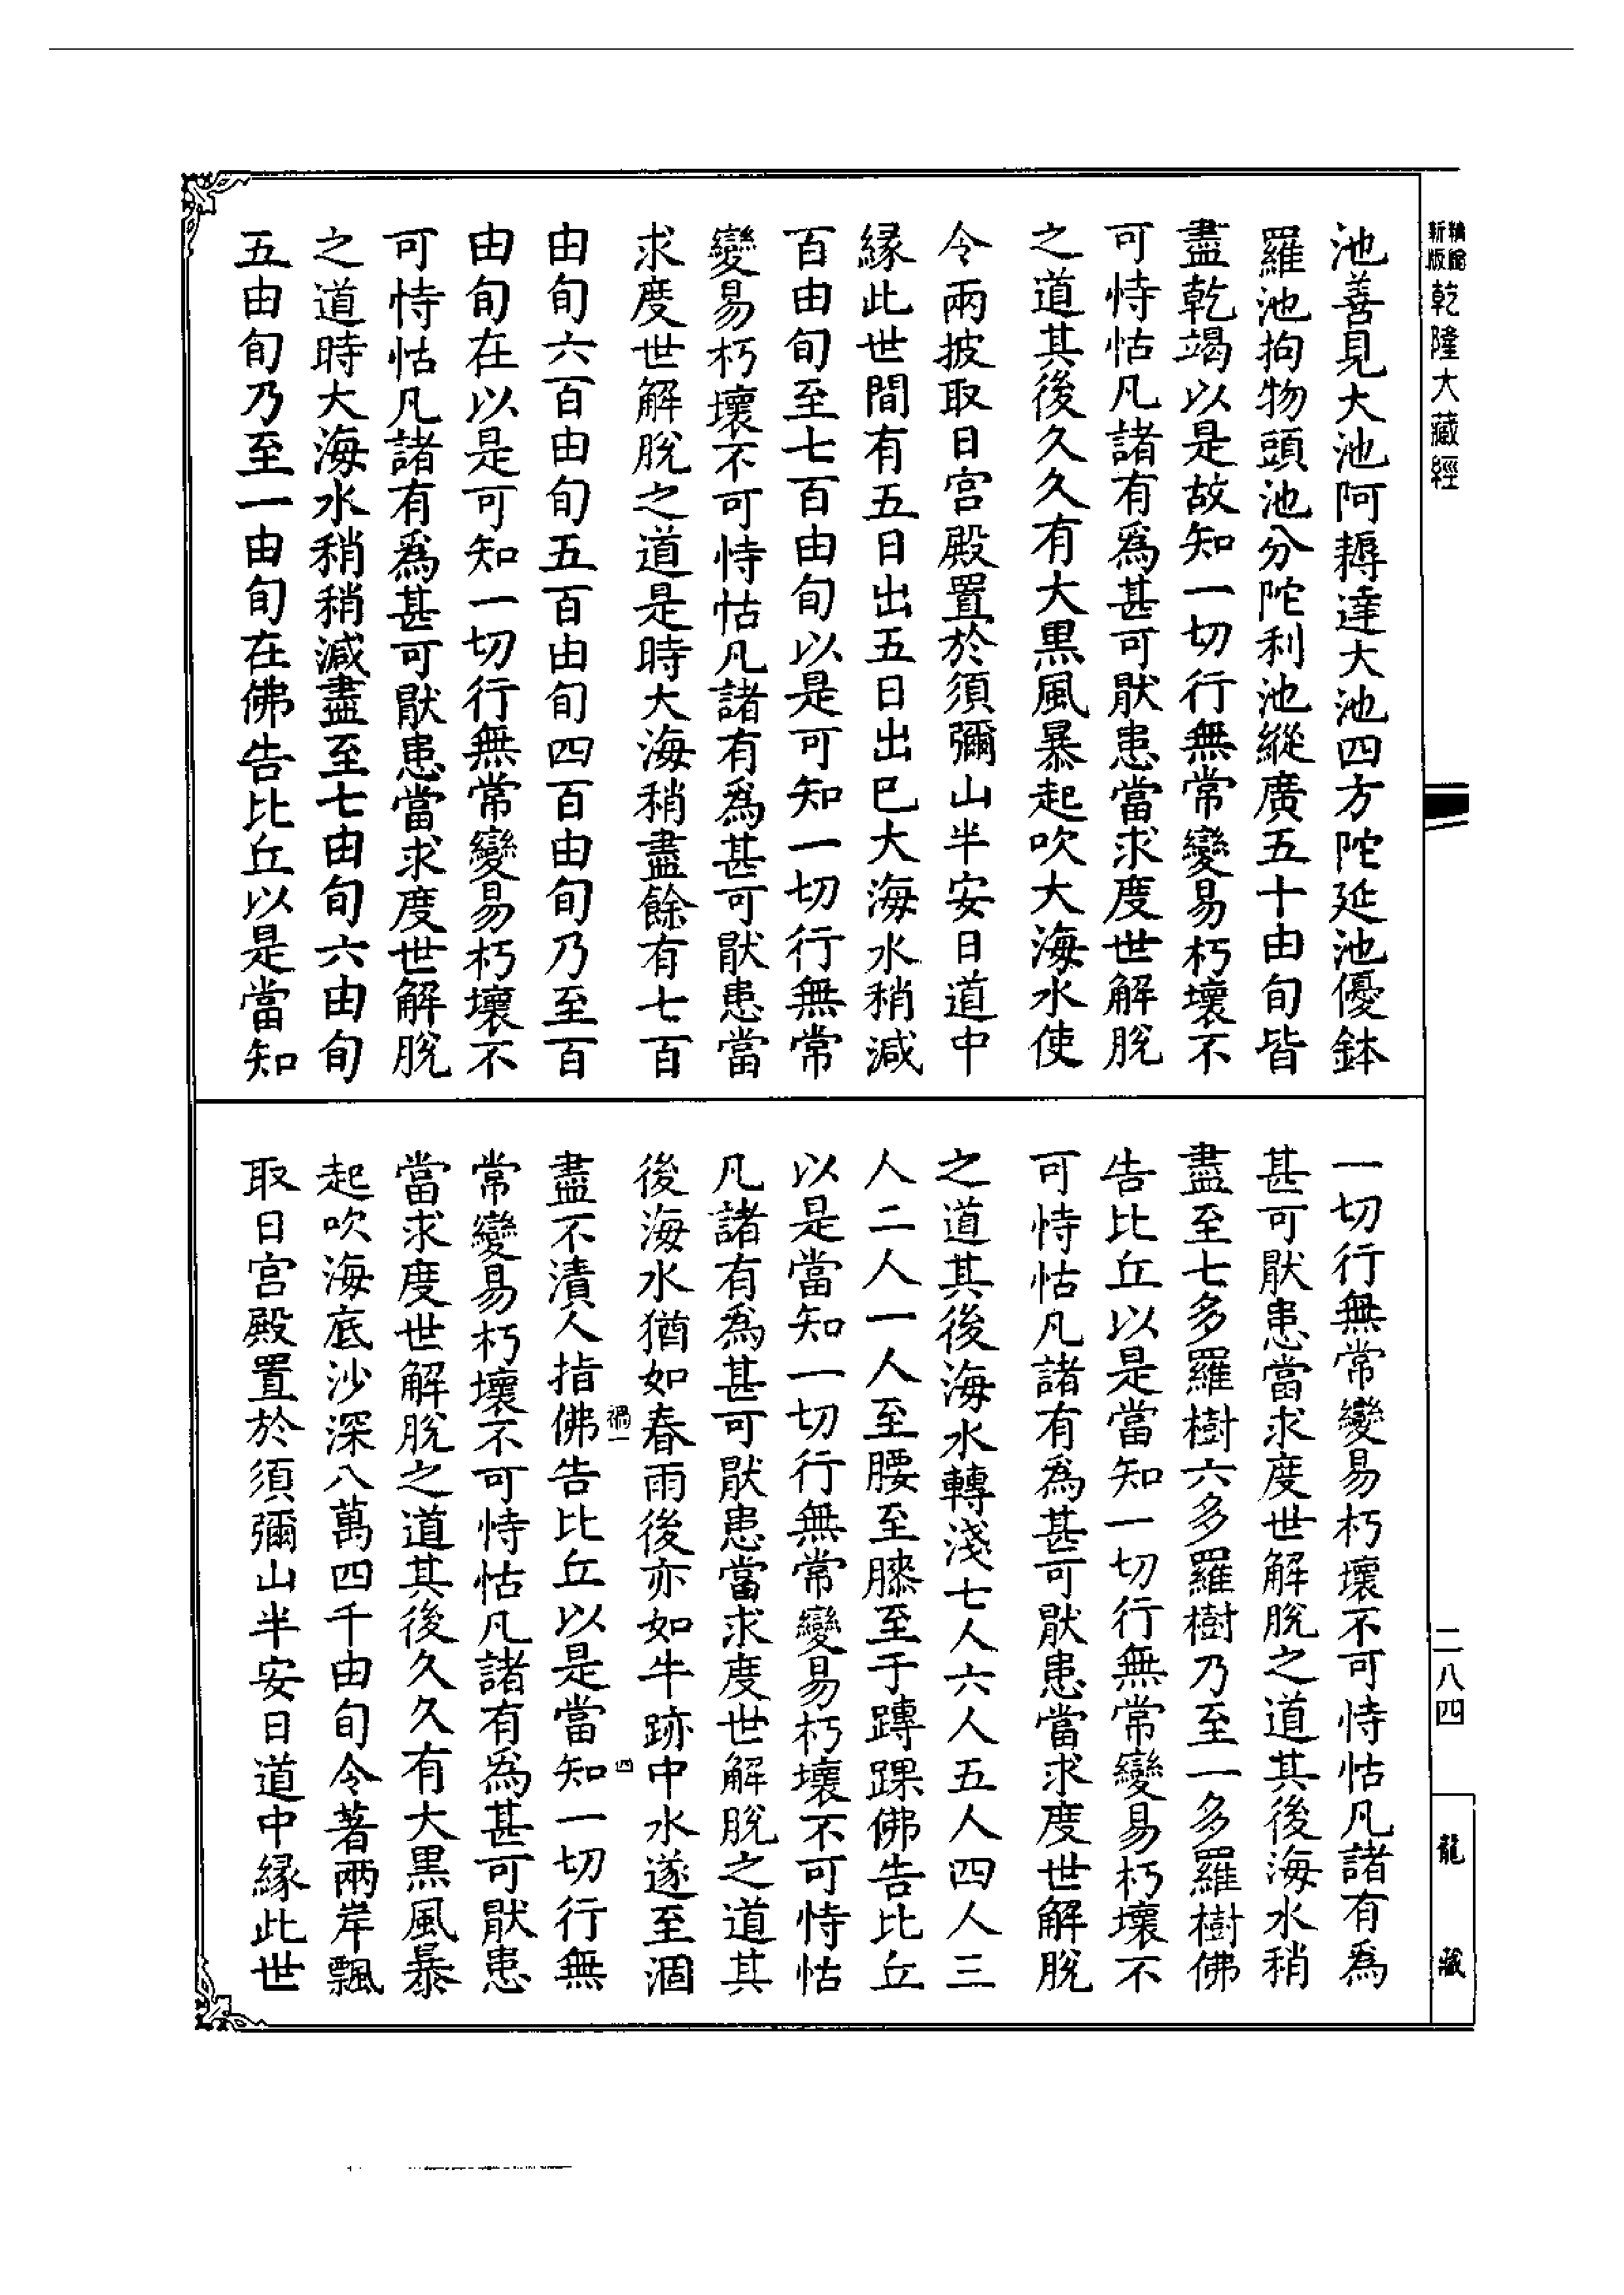 乾隆大藏經
池善見大池阿耨達大池四方陀延池優鉢
羅池拘物頭池分陀利池縱廣五十由旬皆
盡乾竭以是故知一切行無常變易朽壞不
可恃怙凡諸有爲甚可厭患當求度世解脫
之道其後久久有大黑風暴起吹大海水使
令兩披取日宮殿置於須彌山半安日道中
緣此世間有五日出五日出已大海水稍減
百由旬至七百由旬以是可知一切行無常
變易朽壞不可恃怙凡諸有爲甚可厭患當
求度世解脫之道是時大海稍盡餘有七百
由旬六百由旬五百由旬四百由旬乃至百
由旬在以是可知一切行無常變易朽壞不
可恃怙凡諸有爲甚可厭患當求度世解脫
之道時大海水稍稍減盡至七由旬六由旬
五由旬乃至一由旬在佛告比丘以是當知
一切行無常變易朽壞不可恃怙凡諸有爲
甚可厭患當求度世解脫之道其後海水稍
盡至七多羅樹六多羅樹乃至一多羅樹佛
告比丘以是當知一切行無常變易朽壞不
可恃怙凡諸有爲甚可厭患當求度世解脫
之道其後海水轉淺七人六人五人四人三
人二人一人至腰至膝至于踌踝佛告比丘
以是當知一切行無常變易朽壞不可恃怙
凡諸有爲甚可厭患當求度世解脫之道其
後海水猶如春雨後亦如牛跡中水遂至涸
盡不漬人指佛告比丘以是當知一切行無
常變易朽壞不可恃怙凡諸有爲甚可厭患
當求度世解脫之道其後久久有大黑風暴
起吹海底沙深八萬四千由旬令著兩岸飄
取日宮殿置於須彌山半安日道中緣此世
二八四
龍藏